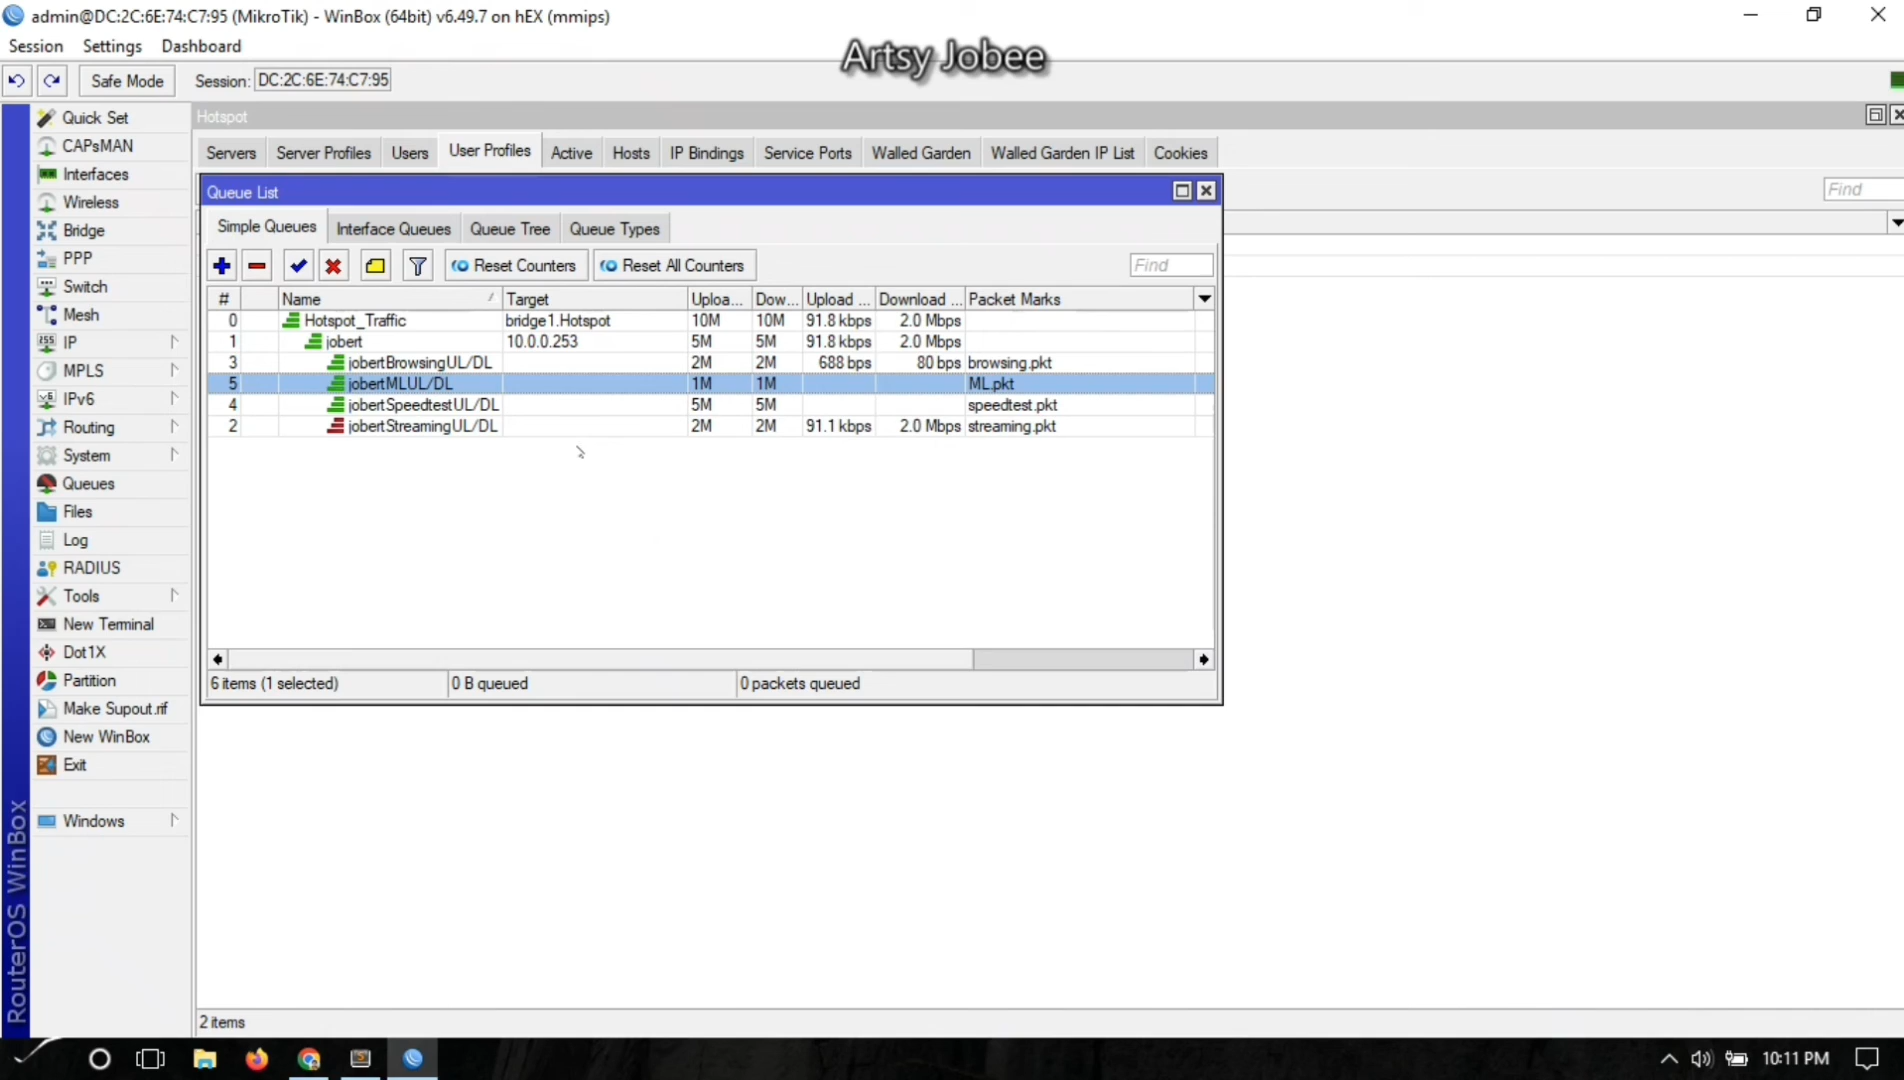 admin@DC:2C:6E:74:C7:95 (MikroTik) - WinBox (64bit) v6.49.7 on hEX (mmips)
Session Settings Dashboard
Artsy Jobee
Safe Mode Session: DC:2C:6E:74:C7:95
Quick Set
CAPsMAN
Interfaces
Wireless
Bridge
PPP
Switch
Mesh
IP
MPLS
IPv6
Routing
System
Queues
Files
Log
RADIUS
Tools
New Terminal
Dot1X
Partition
Make Supout.rif
New WinBox
Exit
Windows
RouterOS WinBox
Hotspot
Servers Server Profiles Users User Profiles Active Hosts IP Bindings Service Ports Walled Garden Walled Garden IP List Cookies
Find
Queue List
Simple Queues Interface Queues Queue Tree Queue Types
Reset Counters Reset All Counters Find
# Name Target Uploa... Dow... Upload ... Download ... Packet Marks
0 Hotspot_Traffic bridge1.Hotspot 10M 10M 91.8 kbps 2.0 Mbps
1 jobert 10.0.0.253 5M 5M 91.8 kbps 2.0 Mbps
3 jobertBrowsingUL/DL 2M 2M 688 bps 80 bps browsing.pkt
5 jobertMLUL/DL 1M 1M ML.pkt
4 jobertSpeedtestUL/DL 5M 5M speedtest.pkt
2 jobertStreamingUL/DL 2M 2M 91.1 kbps 2.0 Mbps streaming.pkt
6 items (1 selected) 0 B queued 0 packets queued
2 items
10:11 PM